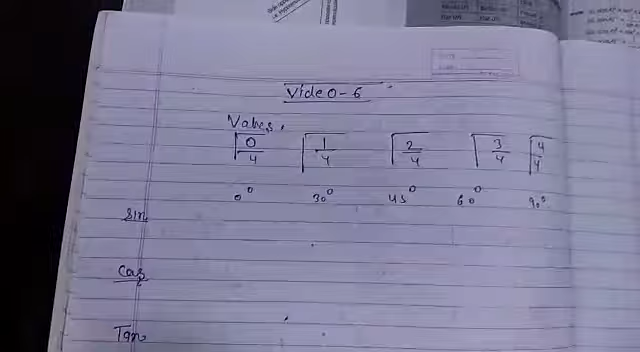 Video-6
Values.
√0/4 √1/4 √2/4 √3/4 √4/4
0° 30° 45° 60° 90°
Sin
Cos
Tan